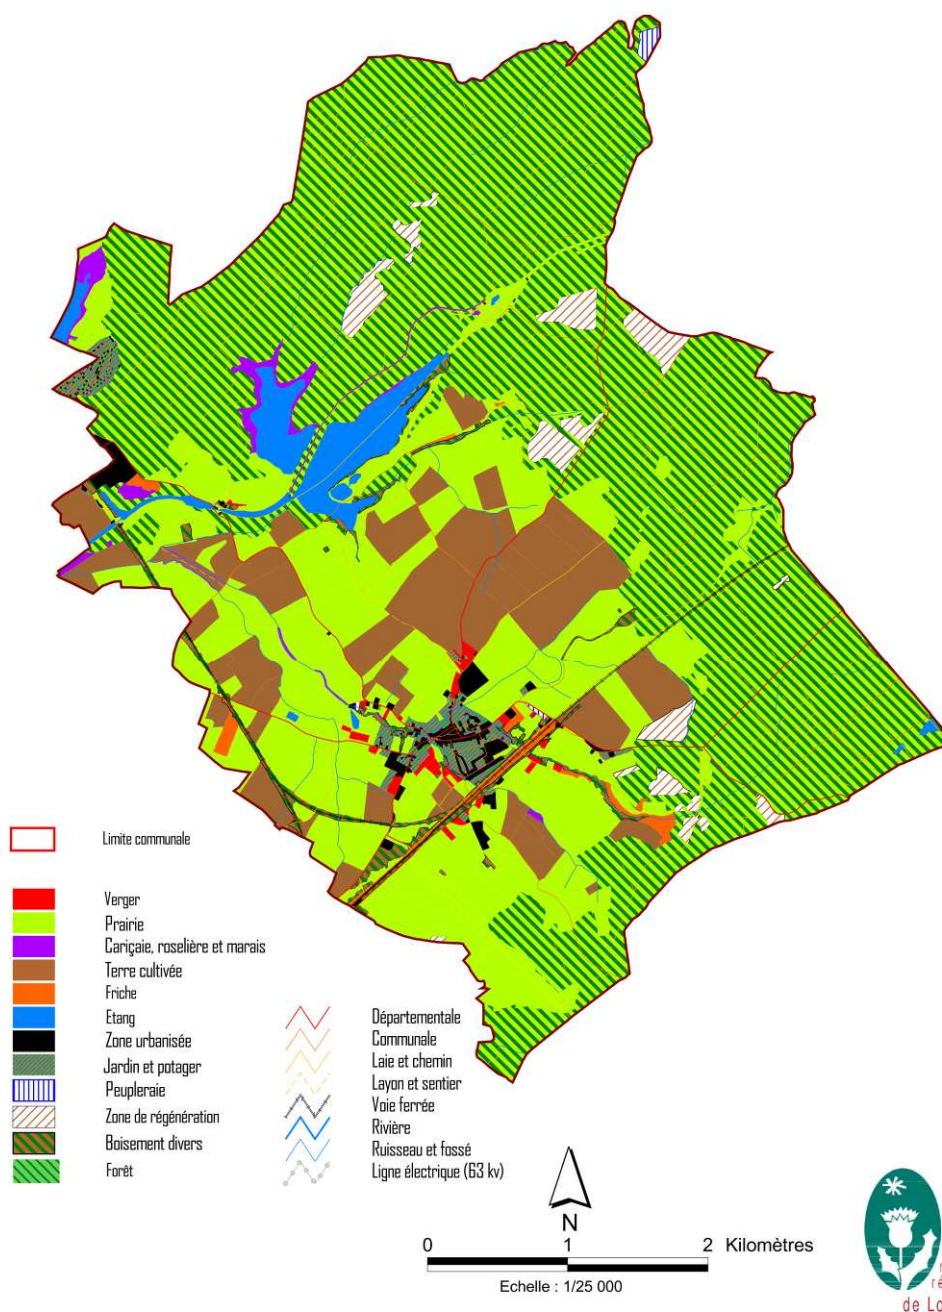 Limite communale
Verger
Prairie
Cariçaie, roselière et marais
Terre cultivée
Friche
Etang
Zone urbanisée
Jardin et potager
Peupleraie
Zone de régénération
Boisement divers
Forêt
Départementale
Communale
Laie et chemin
Layon et sentier
Voie ferrée
Rivière
Ruisseau et fossé
Ligne électrique (63 kv)
N
0 1 2 Kilomètres
Echelle : 1/25 000
de Lo